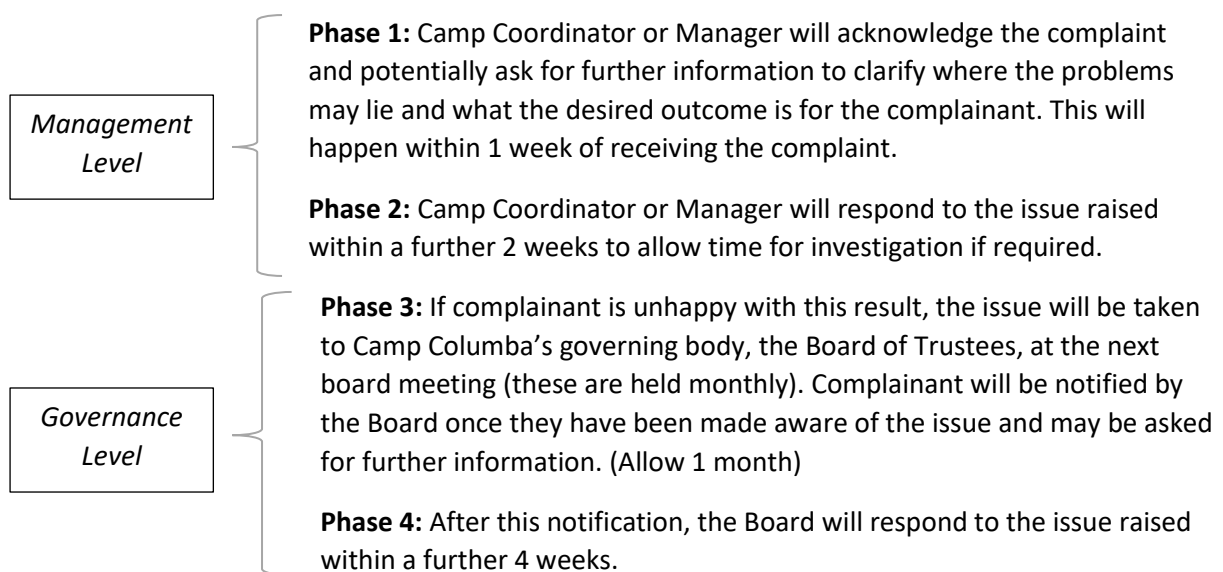 Management
Level
Phase 1: Camp Coordinator or Manager will acknowledge the complaint
and potentially ask for further information to clarify where the problems
may lie and what the desired outcome is for the complainant. This will
happen within 1 week of receiving the complaint.
Phase 2: Camp Coordinator or Manager will respond to the issue raised
within a further 2 weeks to allow time for investigation if required.
Governance
Level
Phase 3: If complainant is unhappy with this result, the issue will be taken
to Camp Columba’s governing body, the Board of Trustees, at the next
board meeting (these are held monthly). Complainant will be notified by
the Board once they have been made aware of the issue and may be asked
for further information. (Allow 1 month)
Phase 4: After this notification, the Board will respond to the issue raised
within a further 4 weeks.